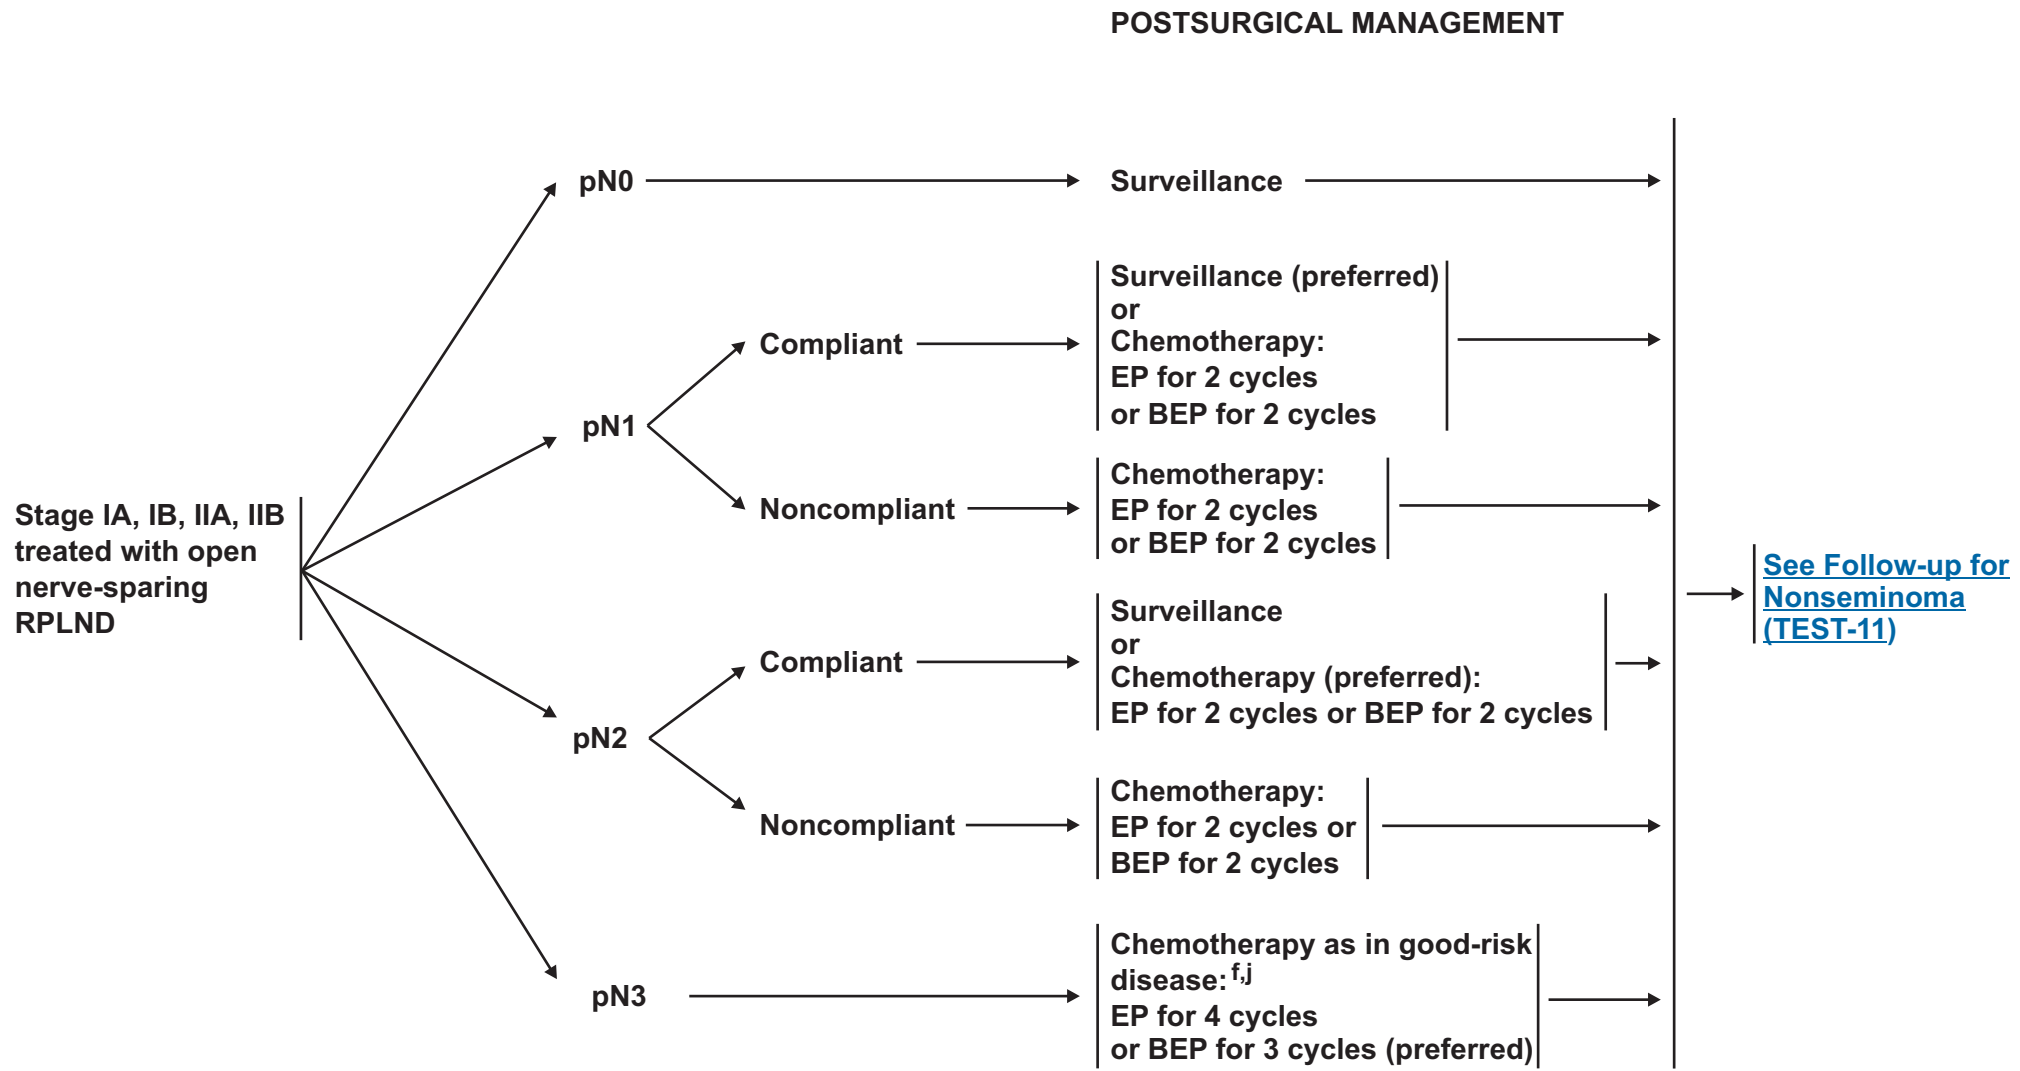 POSTSURGICAL MANAGEMENT
Stage IA, IB, IIA, IIB
treated with open
nerve-sparing
RPLND
pN0
Surveillance
pN1
Compliant
Surveillance (preferred)
or
Chemotherapy:
EP for 2 cycles
or BEP for 2 cycles
Noncompliant
Chemotherapy:
EP for 2 cycles
or BEP for 2 cycles
pN2
Compliant
Surveillance
or
Chemotherapy (preferred):
EP for 2 cycles or BEP for 2 cycles
Noncompliant
Chemotherapy:
EP for 2 cycles or
BEP for 2 cycles
pN3
Chemotherapy as in good-risk
disease: f,j
EP for 4 cycles
or BEP for 3 cycles (preferred)
See Follow-up for
Nonseminoma
(TEST-11)